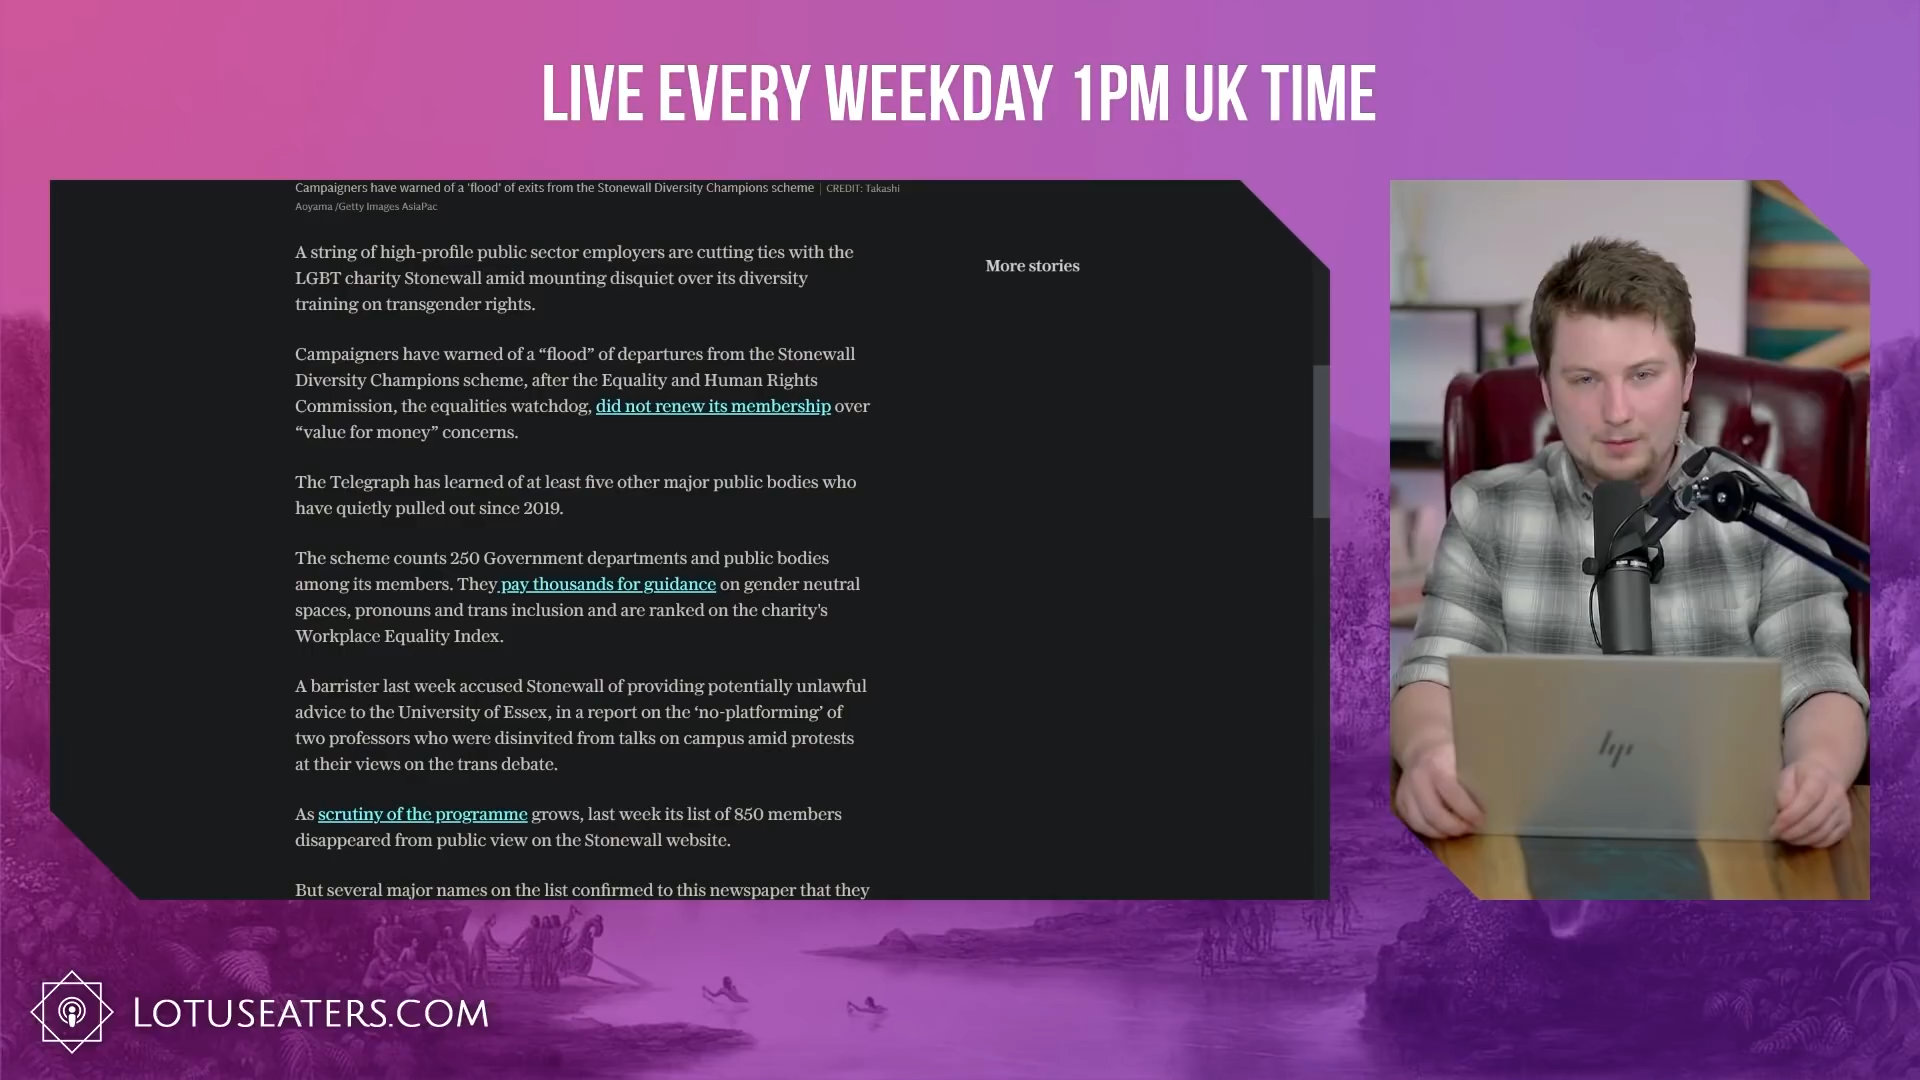 LIVE EVERY WEEKDAY 1PM UK TIME
Campaigners have warned of a 'flood' of exits from the Stonewall Diversity Champions scheme | CREDIT: Takashi
Aoyama /Getty Images AsiaPac
A string of high-profile public sector employers are cutting ties with the
LGBT charity Stonewall amid mounting disquiet over its diversity
training on transgender rights.
Campaigners have warned of a “flood” of departures from the Stonewall
Diversity Champions scheme, after the Equality and Human Rights
Commission, the equalities watchdog, did not renew its membership over
“value for money” concerns.
The Telegraph has learned of at least five other major public bodies who
have quietly pulled out since 2019.
The scheme counts 250 Government departments and public bodies
among its members. They pay thousands for guidance on gender neutral
spaces, pronouns and trans inclusion and are ranked on the charity's
Workplace Equality Index.
A barrister last week accused Stonewall of providing potentially unlawful
advice to the University of Essex, in a report on the ‘no-platforming’ of
two professors who were disinvited from talks on campus amid protests
at their views on the trans debate.
As scrutiny of the programme grows, last week its list of 850 members
disappeared from public view on the Stonewall website.
But several major names on the list confirmed to this newspaper that they
More stories
hp
LOTUSEATERS.COM